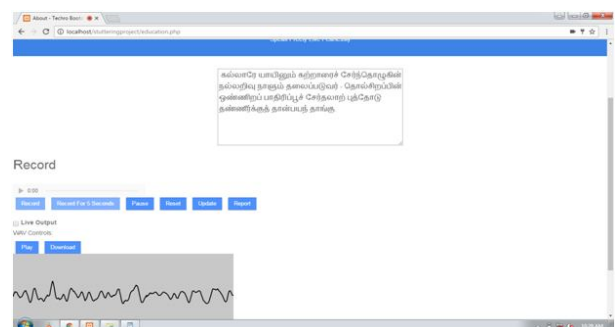 About - Techno Baetz
localhost/stutteringproject/education.php
கல்லாரே யாயினும் கற்றாரைச் சேர்ந்தொழுகின்
நல்லறிவு நாளும் தலைப்படுவர் - தொல்சிறப்பின்
ஒண்ணிறப் பாதிரிப்பூச் சேர்தலாற் புத்தோடு
தண்ணீர்க்குத் தான்பயந் தாங்கு
Record
0:00
Record Record For 5 Seconds Pause Reset Update Report
Live Output
WAV Controls:
Play Download